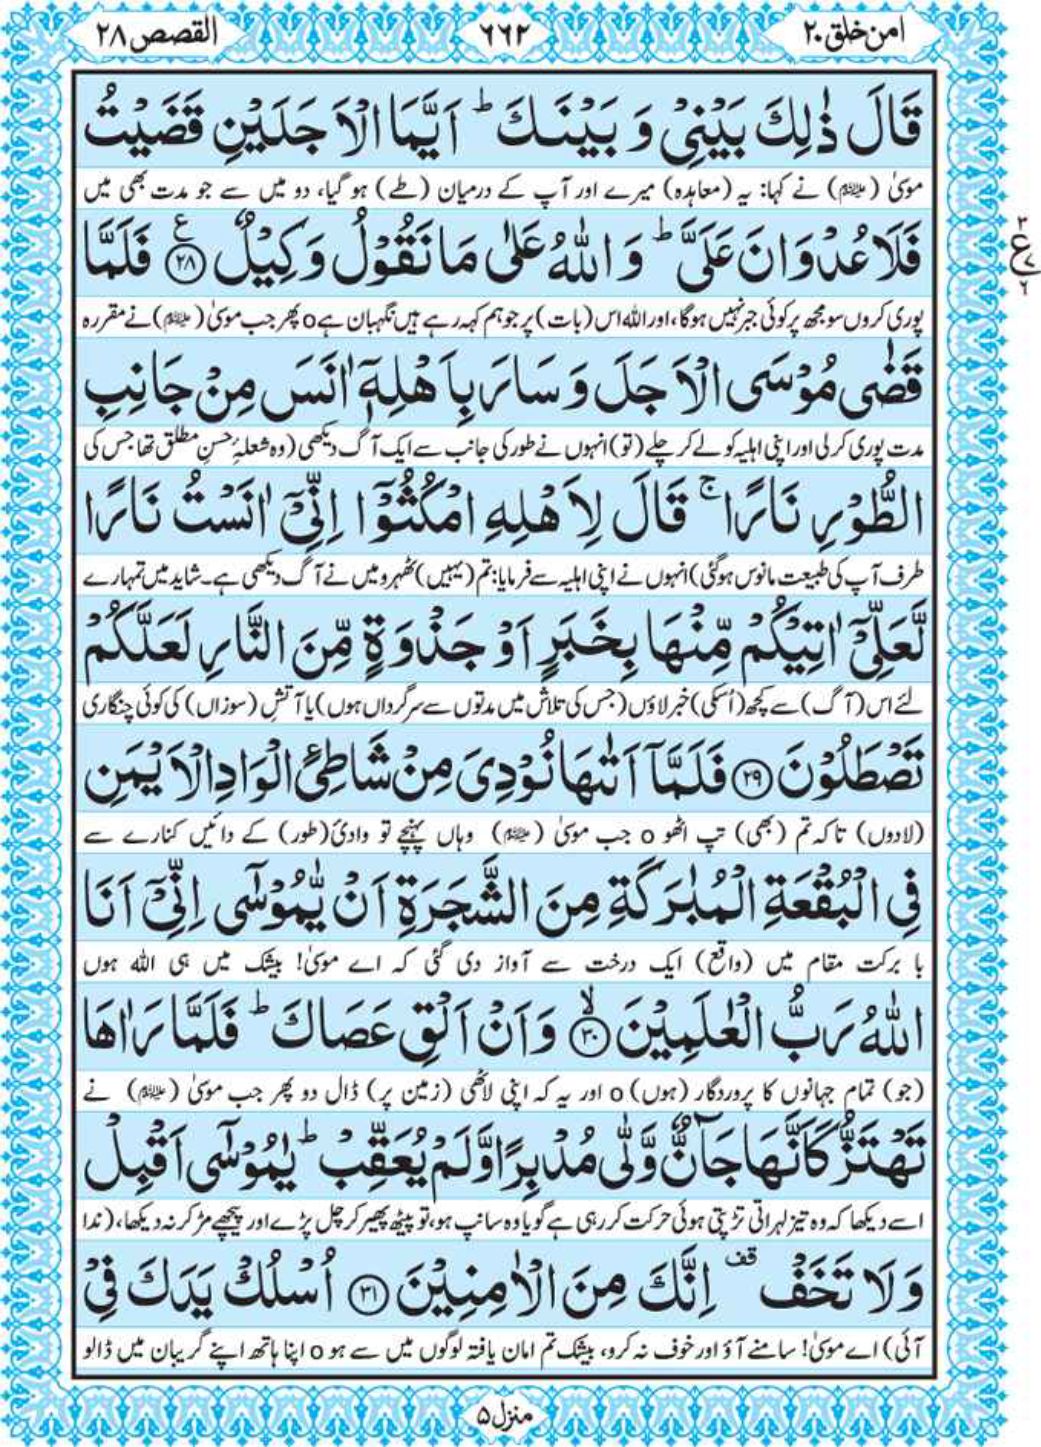 امن خلق ۲۰ ۶۶۲ القصص ۲۸
قَالَ ذٰلِكَ بَیْنِیْ وَ بَیْنَكَ ؕ اَیَّمَا الْاَجَلَیْنِ قَضَیْتُ
موسیٰ (علیہ السلام) نے کہا: یہ (معاہدہ) میرے اور آپ کے درمیان (طے) ہو گیا، دو میں سے جو مدت بھی میں
فَلَا عُدْوَانَ عَلَیَّ ؕ وَ اللّٰهُ عَلٰی مَا نَقُوْلُ وَكِیْلٌ ﴿۲۸﴾ۧ فَلَمَّا
۳ ع ۷ ۶
پوری کروں سو مجھ پر کوئی جبر نہیں ہوگا، اور اللہ اس (بات) پر جو ہم کہہ رہے ہیں نگہبان ہے o پھر جب موسیٰ (علیہ السلام) نے مقررہ
قَضٰی مُوْسَی الْاَجَلَ وَ سَارَ بِاَهْلِهٖۤ اٰنَسَ مِنْ جَانِبِ
مدت پوری کر لی اور اپنی اہلیہ کو لے کر چلے (تو) انہوں نے طور کی جانب سے ایک آگ دیکھی (وہ شعلۂ حسنِ مطلق تھا جس کی
الطُّوْرِ نَارًا ۚ قَالَ لِاَهْلِهِ امْكُثُوْۤا اِنِّیْۤ اٰنَسْتُ نَارًا
طرف آپ کی طبیعت مانوس ہوگئی) انہوں نے اپنی اہلیہ سے فرمایا: تم (یہیں) ٹھہرو میں نے آگ دیکھی ہے۔ شاید میں تمہارے
لَّعَلِّیْۤ اٰتِیْكُمْ مِّنْهَا بِخَبَرٍ اَوْ جَذْوَةٍ مِّنَ النَّارِ لَعَلَّكُمْ
لئے اس (آگ) سے کچھ (اُسکی) خبر لاؤں (جس کی تلاش میں مدتوں سے سرگرداں ہوں) یا آتشِ (سوزاں) کی کوئی چنگاری
تَصْطَلُوْنَ ﴿۲۹﴾ فَلَمَّاۤ اَتٰىهَا نُوْدِیَ مِنْ شَاطِئِ الْوَادِ الْاَیْمَنِ
(لادوں) تاکہ تم (بھی) تپ اٹھو o جب موسیٰ (علیہ السلام) وہاں پہنچے تو وادئ (طور) کے دائیں کنارے سے
فِی الْبُقْعَةِ الْمُبٰرَكَةِ مِنَ الشَّجَرَةِ اَنْ یّٰمُوْسٰۤی اِنِّیْۤ اَنَا
با برکت مقام میں (واقع) ایک درخت سے آواز دی گئی کہ اے موسیٰ! بیشک میں ہی اللہ ہوں
اللّٰهُ رَبُّ الْعٰلَمِیْنَ ﴿۳۰﴾ۙ وَ اَنْ اَلْقِ عَصَاكَ ؕ فَلَمَّا رَاٰهَا
(جو) تمام جہانوں کا پروردگار (ہوں) o اور یہ کہ اپنی لاٹھی (زمین پر) ڈال دو پھر جب موسیٰ (علیہ السلام) نے
تَهْتَزُّ كَاَنَّهَا جَآنٌّ وَّلّٰی مُدْبِرًا وَّ لَمْ یُعَقِّبْ ؕ یٰمُوْسٰۤی اَقْبِلْ
اسے دیکھا کہ وہ تیز لہراتی تڑپتی ہوئی حرکت کر رہی ہے گویا وہ سانپ ہو، تو پیٹھ پھیر کر چل پڑے اور پیچھے مڑ کر نہ دیکھا، (ندا
وَ لَا تَخَفْ ۫ قف اِنَّكَ مِنَ الْاٰمِنِیْنَ ﴿۳۱﴾ اُسْلُكْ یَدَكَ فِیْ
آئی) اے موسیٰ! سامنے آؤ اور خوف نہ کرو، بیشک تم امان یافتہ لوگوں میں سے ہو o اپنا ہاتھ اپنے گریبان میں ڈالو
منزل ۵